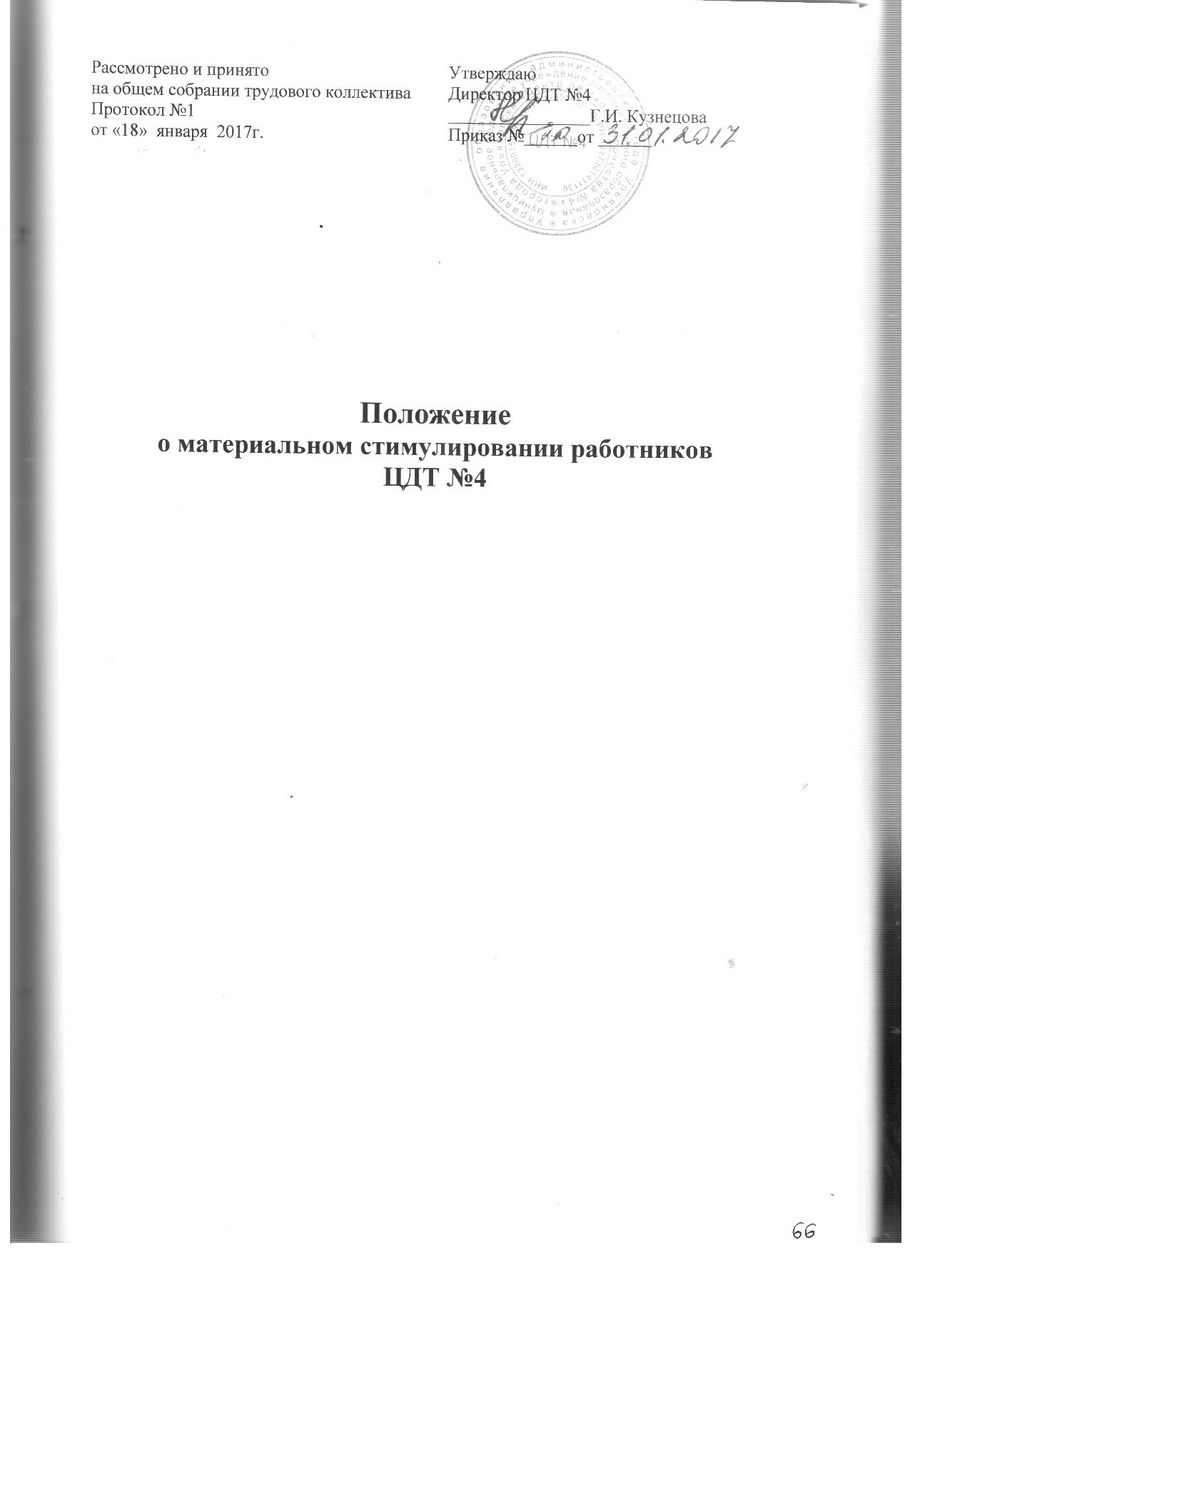 Рассмотрено и принято
на общем собрании трудового коллектива
Протокол №1
от «18» января 2017г.
Утверждаю
Директор ЦДТ №4
Г.И. Кузнецова
Приказ № от 31.01.2017
Положение
о материальном стимулировании работников
ЦДТ №4
66